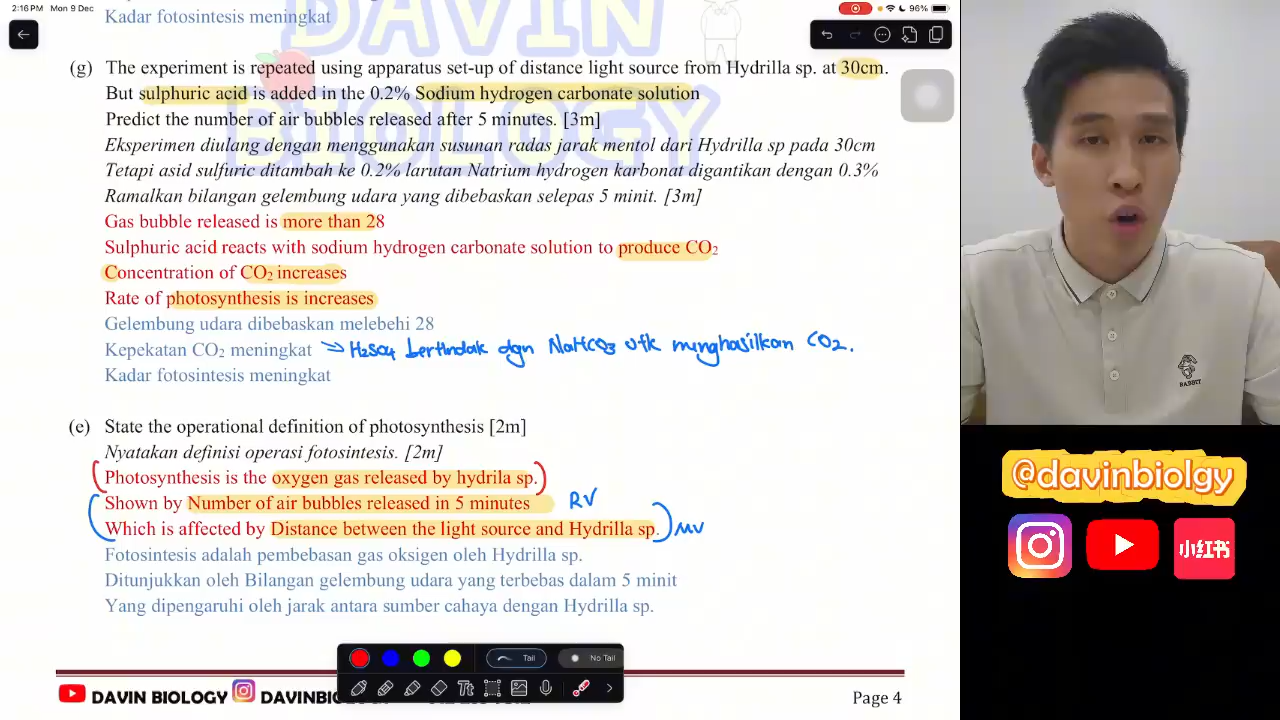 2:16 PM Mon 9 Dec
96%
Kadar fotosintesis meningkat
DAVIN
BIOLOGY
(g) The experiment is repeated using apparatus set-up of distance light source from Hydrilla sp. at 30cm.
But sulphuric acid is added in the 0.2% Sodium hydrogen carbonate solution
Predict the number of air bubbles released after 5 minutes. [3m]
Eksperimen diulang dengan menggunakan susunan radas jarak mentol dari Hydrilla sp pada 30cm
Tetapi asid sulfuric ditambah ke 0.2% larutan Natrium hydrogen karbonat digantikan dengan 0.3%
Ramalkan bilangan gelembung udara yang dibebaskan selepas 5 minit. [3m]
Gas bubble released is more than 28
Sulphuric acid reacts with sodium hydrogen carbonate solution to produce CO2
Concentration of CO2 increases
Rate of photosynthesis is increases
Gelembung udara dibebaskan melebehi 28
Kepekatan CO2 meningkat => H2SO4 bertindak dgn NaHCO3 utk menghasilkan CO2.
Kadar fotosintesis meningkat
(e) State the operational definition of photosynthesis [2m]
Nyatakan definisi operasi fotosintesis. [2m]
Photosynthesis is the oxygen gas released by hydrila sp.
Shown by Number of air bubbles released in 5 minutes RV
Which is affected by Distance between the light source and Hydrilla sp. MV
Fotosintesis adalah pembebasan gas oksigen oleh Hydrilla sp.
Ditunjukkan oleh Bilangan gelembung udara yang terbebas dalam 5 minit
Yang dipengaruhi oleh jarak antara sumber cahaya dengan Hydrilla sp.
Tail
No Tail
Tt
DAVIN BIOLOGY
DAVINBI
Page 4
RABBIT
@davinbiolgy
小红书